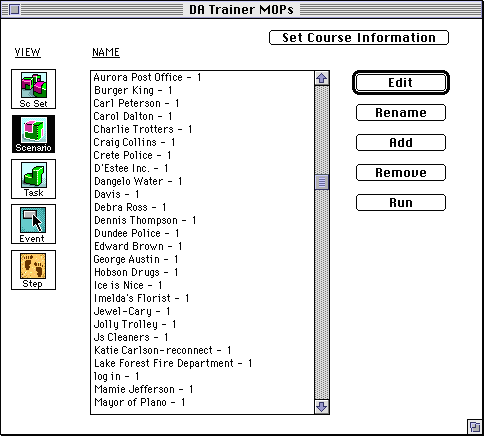 DA Trainer MOPs
Set Course Information
VIEW
NAME
Sc Set
Scenario
Task
Event
Step
Aurora Post Office - 1
Burger King - 1
Carl Peterson - 1
Carol Dalton - 1
Charlie Trotters - 1
Craig Collins - 1
Crete Police - 1
D'Estee Inc. - 1
Dangelo Water - 1
Davis - 1
Debra Ross - 1
Dennis Thompson - 1
Dundee Police - 1
Edward Brown - 1
George Austin - 1
Hobson Drugs - 1
Ice is Nice - 1
Imelda's Florist - 1
Jewel-Cary - 1
Jolly Trolley - 1
Js Cleaners - 1
Katie Carlson-reconnect - 1
Lake Forest Fire Department - 1
log in - 1
Mamie Jefferson - 1
Mayor of Plano - 1
Edit
Rename
Add
Remove
Run